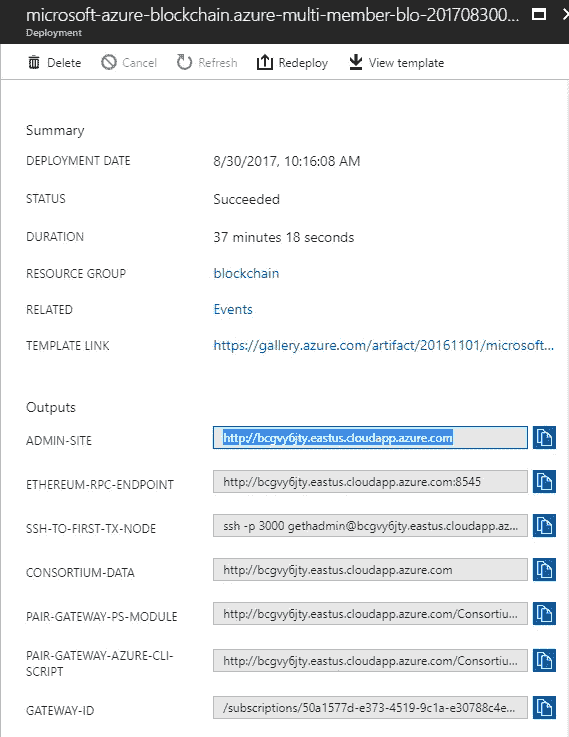 microsoft-azure-blockchain.azure-multi-member-blo-201708300...
Deployment
Delete Cancel Refresh Redeploy View template
Summary
DEPLOYMENT DATE 8/30/2017, 10:16:08 AM
STATUS Succeeded
DURATION 37 minutes 18 seconds
RESOURCE GROUP blockchain
RELATED Events
TEMPLATE LINK https://gallery.azure.com/artifact/20161101/microsoft...
Outputs
ADMIN-SITE http://bcgvy6jty.eastus.cloudapp.azure.com
ETHEREUM-RPC-ENDPOINT http://bcgvy6jty.eastus.cloudapp.azure.com:8545
SSH-TO-FIRST-TX-NODE ssh -p 3000 gethadmin@bcgvy6jty.eastus.cloudapp.az...
CONSORTIUM-DATA http://bcgvy6jty.eastus.cloudapp.azure.com
PAIR-GATEWAY-PS-MODULE http://bcgvy6jty.eastus.cloudapp.azure.com/Consortiu...
PAIR-GATEWAY-AZURE-CLI-
SCRIPT http://bcgvy6jty.eastus.cloudapp.azure.com/Consortiu...
GATEWAY-ID /subscriptions/50a1577d-e373-4519-9c1a-e30788c4e...